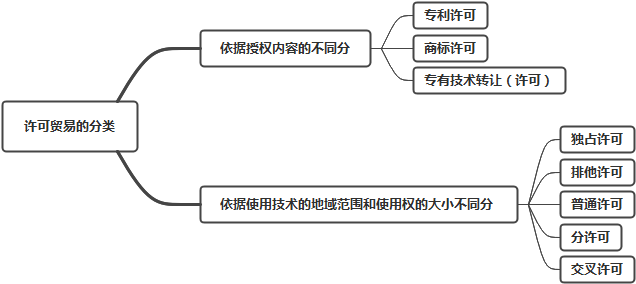 许可贸易的分类
依据授权内容的不同分
专利许可
商标许可
专有技术转让（许可）
依据使用技术的地域范围和使用权的大小不同分
独占许可
排他许可
普通许可
分许可
交叉许可